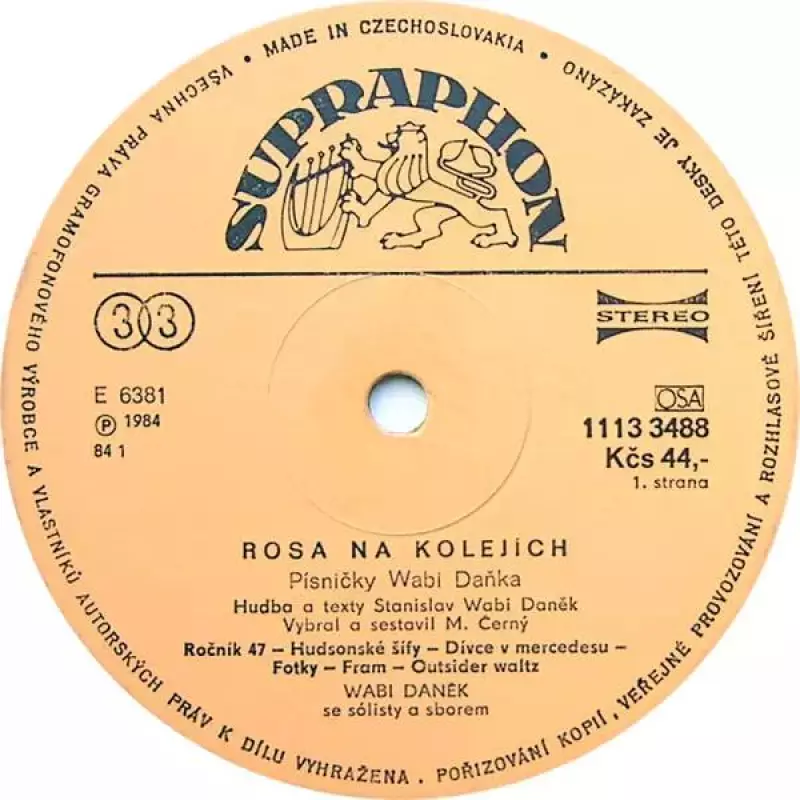 MADE IN CZECHOSLOVAKIA •
VŠECHNA PRÁVA GRAMOFONOVÉHO VÝROBCE A VLASTNÍKŮ AUTORSKÝCH PRÁV K DÍLU VYHRAŽENA . POŘIZOVÁNÍ KOPIÍ , VEŘEJNÉ PROVOZOVÁNÍ A ROZHLASOVÉ ŠÍŘENÍ TÉTO DESKY JE ZAKÁZÁNO •
SUPRAPHON
33
STEREO
E 6381
Ⓟ 1984
84 1
OSA
1113 3488
Kčs 44,-
1. strana
ROSA NA KOLEJÍCH
Písničky Wabi Daňka
Hudba a texty Stanislav Wabi Daněk
Vybral a sestavil M. Černý
Ročník 47 – Hudsonské šífy – Dívce v mercedesu –
Fotky – Fram – Outsider waltz
WABI DANĚK
se sólisty a sborem